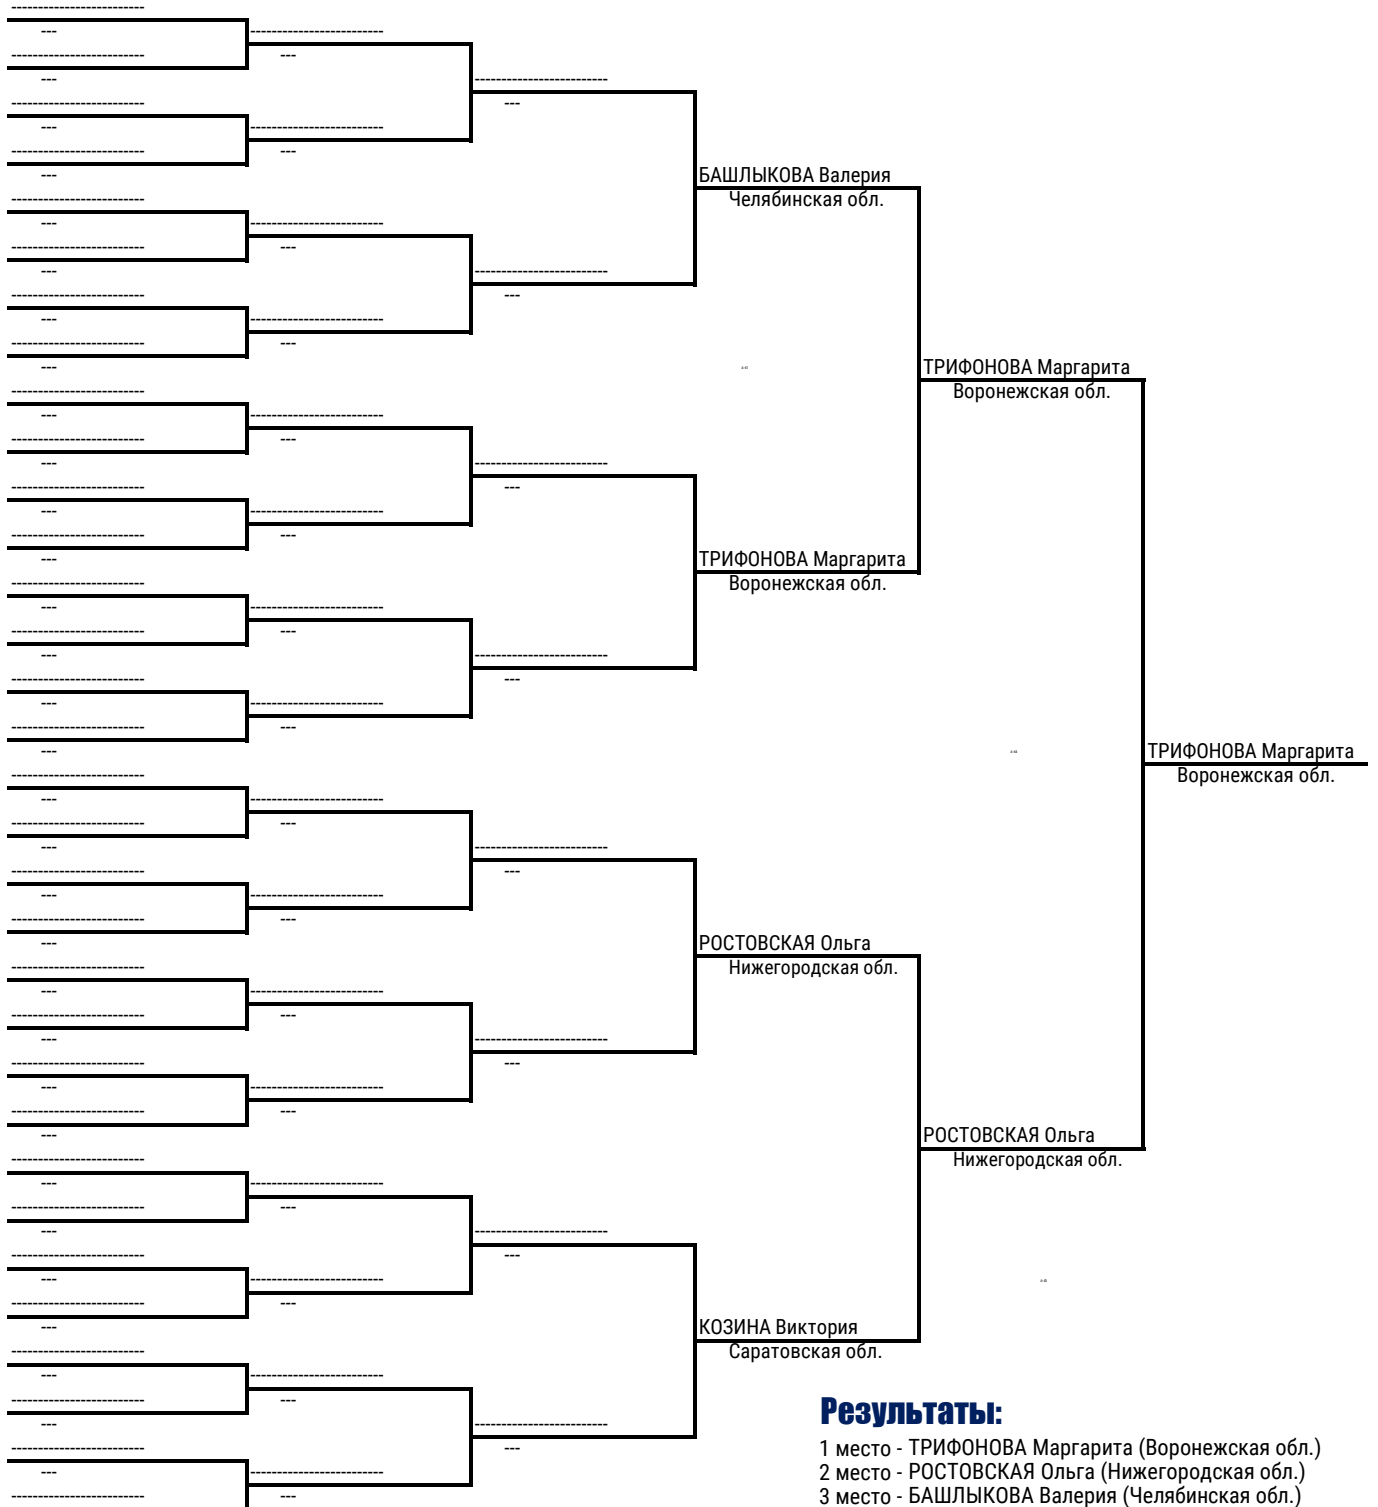 БАШЛЫКОВА Валерия
Челябинская обл.
ТРИФОНОВА Маргарита
Воронежская обл.
ТРИФОНОВА Маргарита
Воронежская обл.
ТРИФОНОВА Маргарита
Воронежская обл.
РОСТОВСКАЯ Ольга
Нижегородская обл.
РОСТОВСКАЯ Ольга
Нижегородская обл.
КОЗИНА Виктория
Саратовская обл.
Результаты:
1 место - ТРИФОНОВА Маргарита (Воронежская обл.)
2 место - РОСТОВСКАЯ Ольга (Нижегородская обл.)
3 место - БАШЛЫКОВА Валерия (Челябинская обл.)